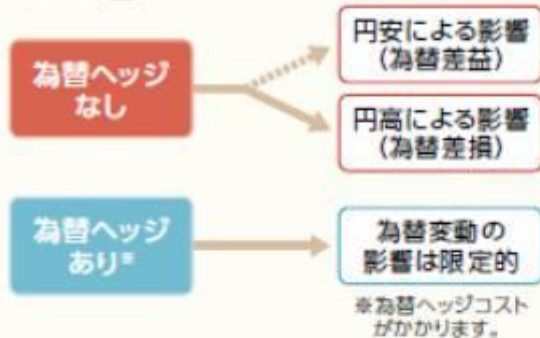 為替ヘッジ
なし
円安による影響
(為替差益)
円高による影響
(為替差損)
為替ヘッジ
あり※
為替変動の
影響は限定的
※為替ヘッジコスト
がかかります。